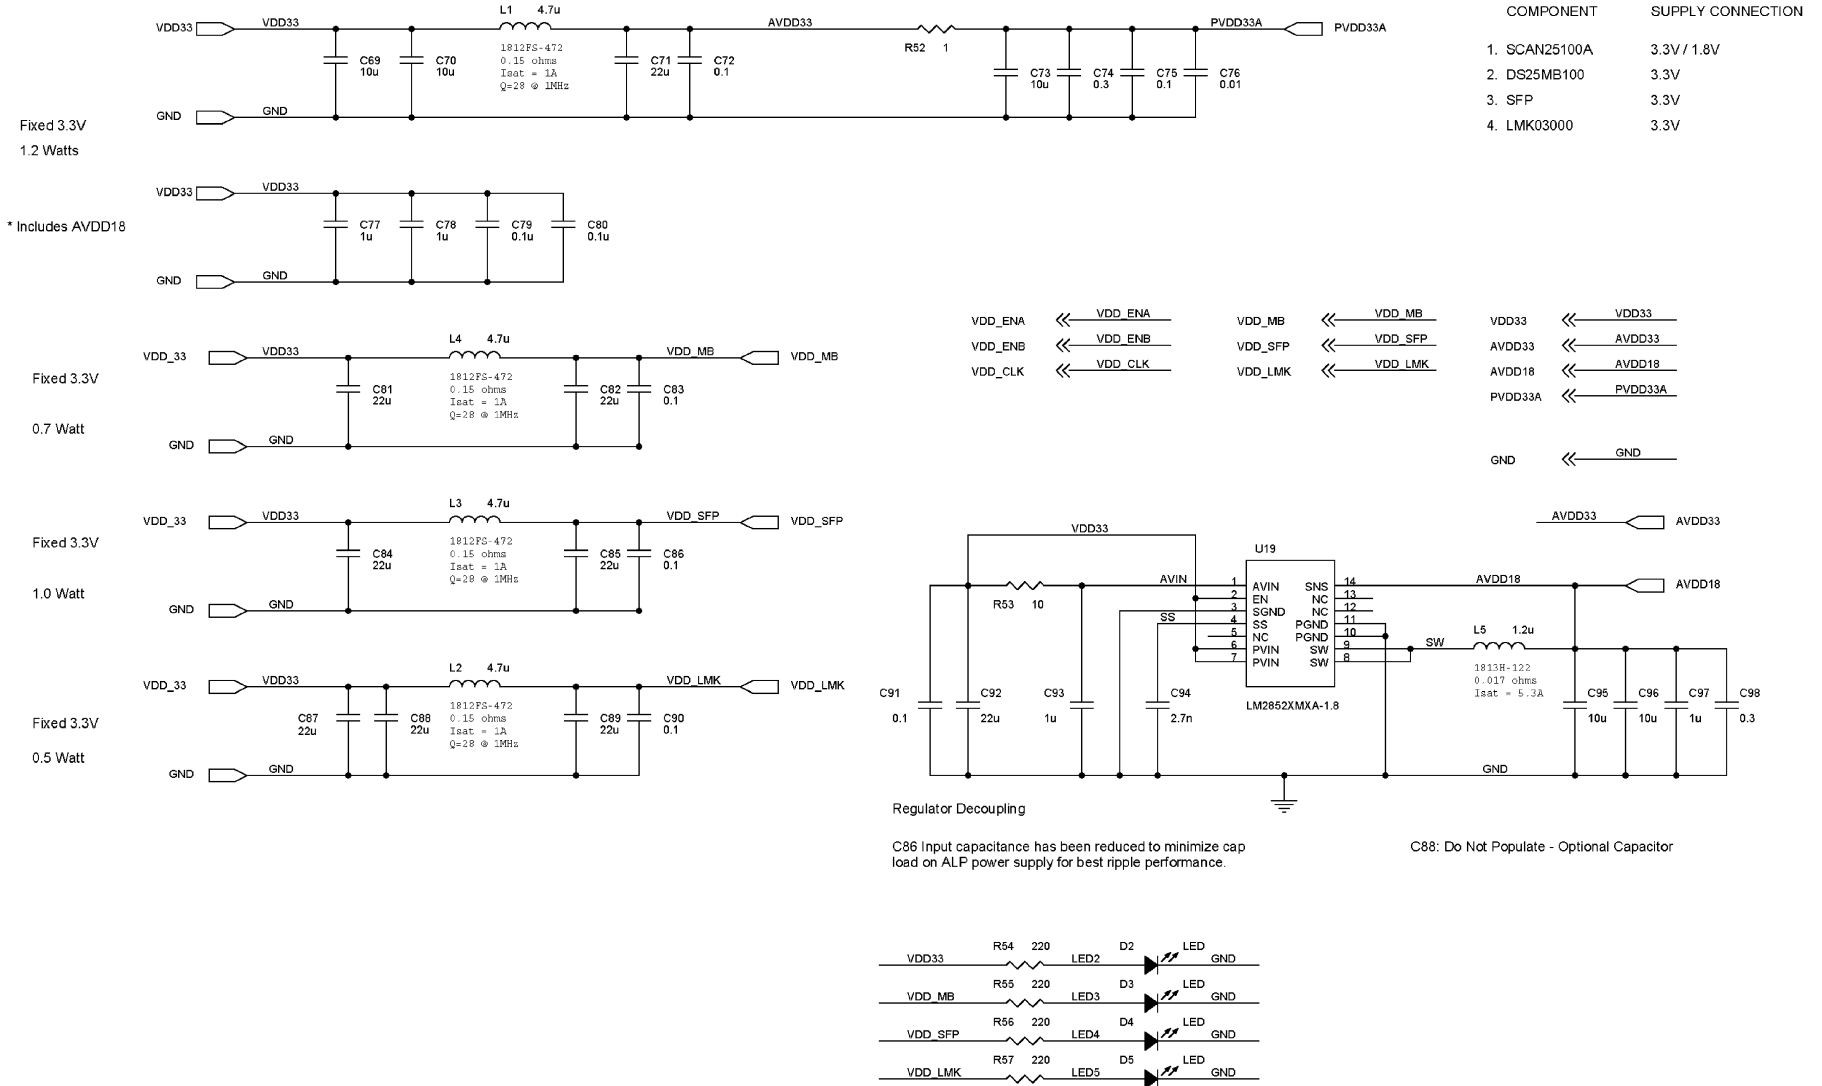 L1 4.7u
VDD33 VDD33 AVDD33 PVDD33A PVDD33A
R52 1
1812FS-472
0.15 ohms
Isat = 1A
Q=28 @ 1MHz
C69
10u
C70
10u
C71
22u
C72
0.1
C73
10u
C74
0.3
C75
0.1
C76
0.01
GND GND
Fixed 3.3V
1.2 Watts
COMPONENT SUPPLY CONNECTION
1. SCAN25100A 3.3V / 1.8V
2. DS25MB100 3.3V
3. SFP 3.3V
4. LMK03000 3.3V
VDD33 VDD33
* Includes AVDD18
C77
1u
C78
1u
C79
0.1u
C80
0.1u
GND GND
L4 4.7u
VDD_33 VDD33 VDD_MB VDD_MB
Fixed 3.3V
0.7 Watt
1812FS-472
0.15 ohms
Isat = 1A
Q=28 @ 1MHz
C81
22u
C82
22u
C83
0.1
GND GND
VDD_ENA VDD_ENA
VDD_ENB VDD_ENB
VDD_CLK VDD_CLK
VDD_MB VDD_MB
VDD_SFP VDD_SFP
VDD_LMK VDD_LMK
VDD33 VDD33
AVDD33 AVDD33
AVDD18 AVDD18
PVDD33A PVDD33A
GND GND
L3 4.7u
VDD_33 VDD33 VDD_SFP VDD_SFP
Fixed 3.3V
1.0 Watt
1812FS-472
0.15 ohms
Isat = 1A
Q=28 @ 1MHz
C84
22u
C85
22u
C86
0.1
GND GND
L2 4.7u
VDD_33 VDD33 VDD_LMK VDD_LMK
Fixed 3.3V
0.5 Watt
1812FS-472
0.15 ohms
Isat = 1A
Q=28 @ 1MHz
C87
22u
C88
22u
C89
22u
C90
0.1
GND GND
AVDD33 AVDD33
VDD33
U19
AVIN 1 AVIN SNS 14 AVDD18 AVDD18
R53 10
2 EN NC 13
3 SGND NC 12
SS 4 SS PGND 11
5 NC PGND 10
6 PVIN SW 9 SW
7 PVIN SW 8
L5 1.2u
1813H-122
0.017 ohms
Isat = 5.3A
LM2852XMXA-1.8
C91
0.1
C92
22u
C93
1u
C94
2.7n
C95
10u
C96
10u
C97
1u
C98
0.3
GND
Regulator Decoupling
C86 Input capacitance has been reduced to minimize cap
load on ALP power supply for best ripple performance.
C88: Do Not Populate - Optional Capacitor
R54 220 D2 LED
VDD33 LED2 GND
R55 220 D3 LED
VDD_MB LED3 GND
R56 220 D4 LED
VDD_SFP LED4 GND
R57 220 D5 LED
VDD_LMK LED5 GND